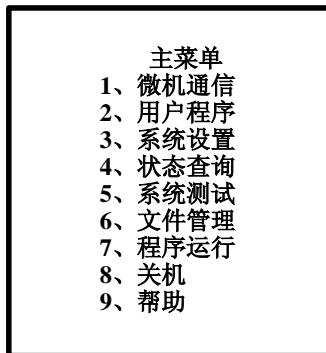 主菜单
1、微机通信
2、用户程序
3、系统设置
4、状态查询
5、系统测试
6、文件管理
7、程序运行
8、关机
9、帮助